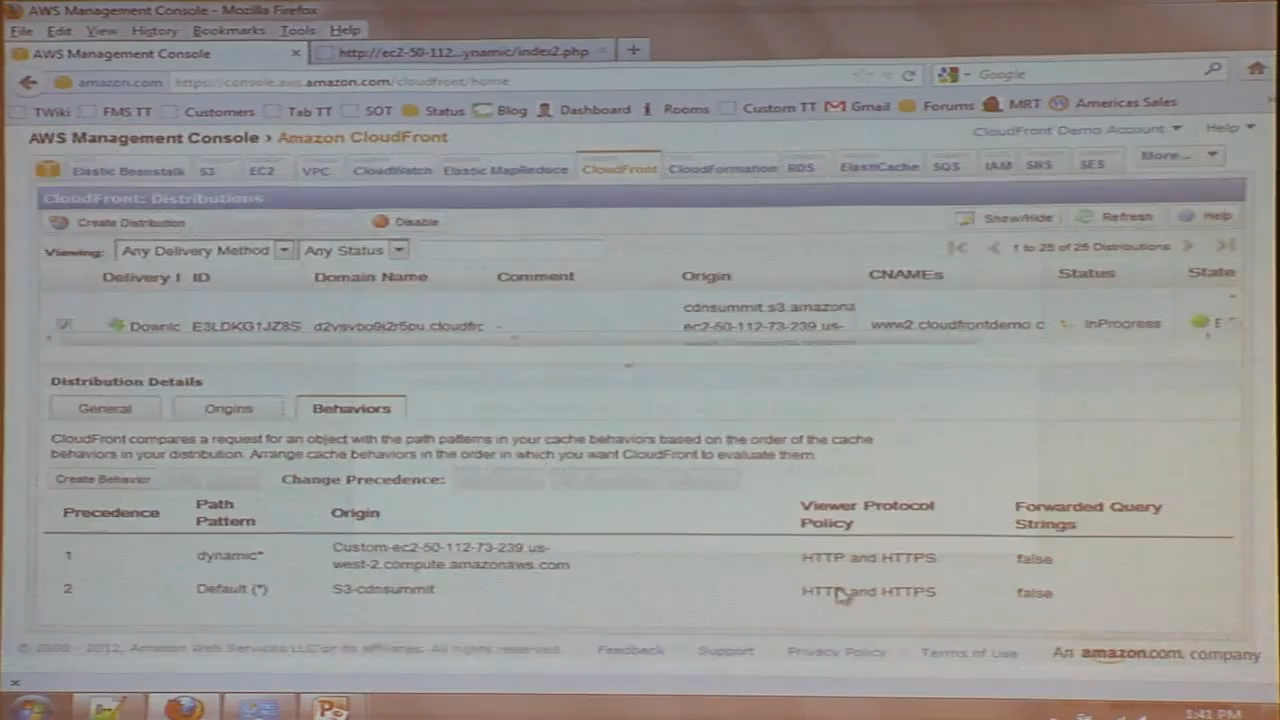 AWS Management Console - Mozilla Firefox
File Edit View History Bookmarks Tools Help
AWS Management Console × http://ec2-50-112...ynamic/index2.php × +
amazon.com https://console.aws.amazon.com/cloudfront/home Google
TWiki FMS TT Customers Tab TT SOT Status Blog Dashboard Rooms Custom TT Gmail Forums MRT Americas Sales
AWS Management Console › Amazon CloudFront CloudFront Demo Account Help
Elastic Beanstalk S3 EC2 VPC CloudWatch Elastic MapReduce CloudFront CloudFormation RDS ElastiCache SQS IAM SNS SES More...
CloudFront: Distributions
Create Distribution Disable Show/Hide Refresh Help
Viewing: Any Delivery Method Any Status 1 to 25 of 25 Distributions
Delivery ID Domain Name Comment Origin CNAMEs Status State
cdnsummit.s3.amazona
Downlc E3LDKG1JZ8S d2vsvbo9i2r5ou.cloudfrc - ec2-50-112-73-239.us- www2.cloudfrontdemo.c InProgress E
Distribution Details
General Origins Behaviors
CloudFront compares a request for an object with the path patterns in your cache behaviors based on the order of the cache
behaviors in your distribution. Arrange cache behaviors in the order in which you want CloudFront to evaluate them.
Create Behavior Change Precedence:
Precedence Path Pattern Origin Viewer Protocol Policy Forwarded Query Strings
1 dynamic* Custom-ec2-50-112-73-239.us-
west-2.compute.amazonaws.com HTTP and HTTPS false
2 Default (*) S3-cdnsummit HTTP and HTTPS false
© 2008 - 2012, Amazon Web Services LLC or its affiliates. All rights reserved. Feedback Support Privacy Policy Terms of Use An amazon.com company
×
3:41 PM